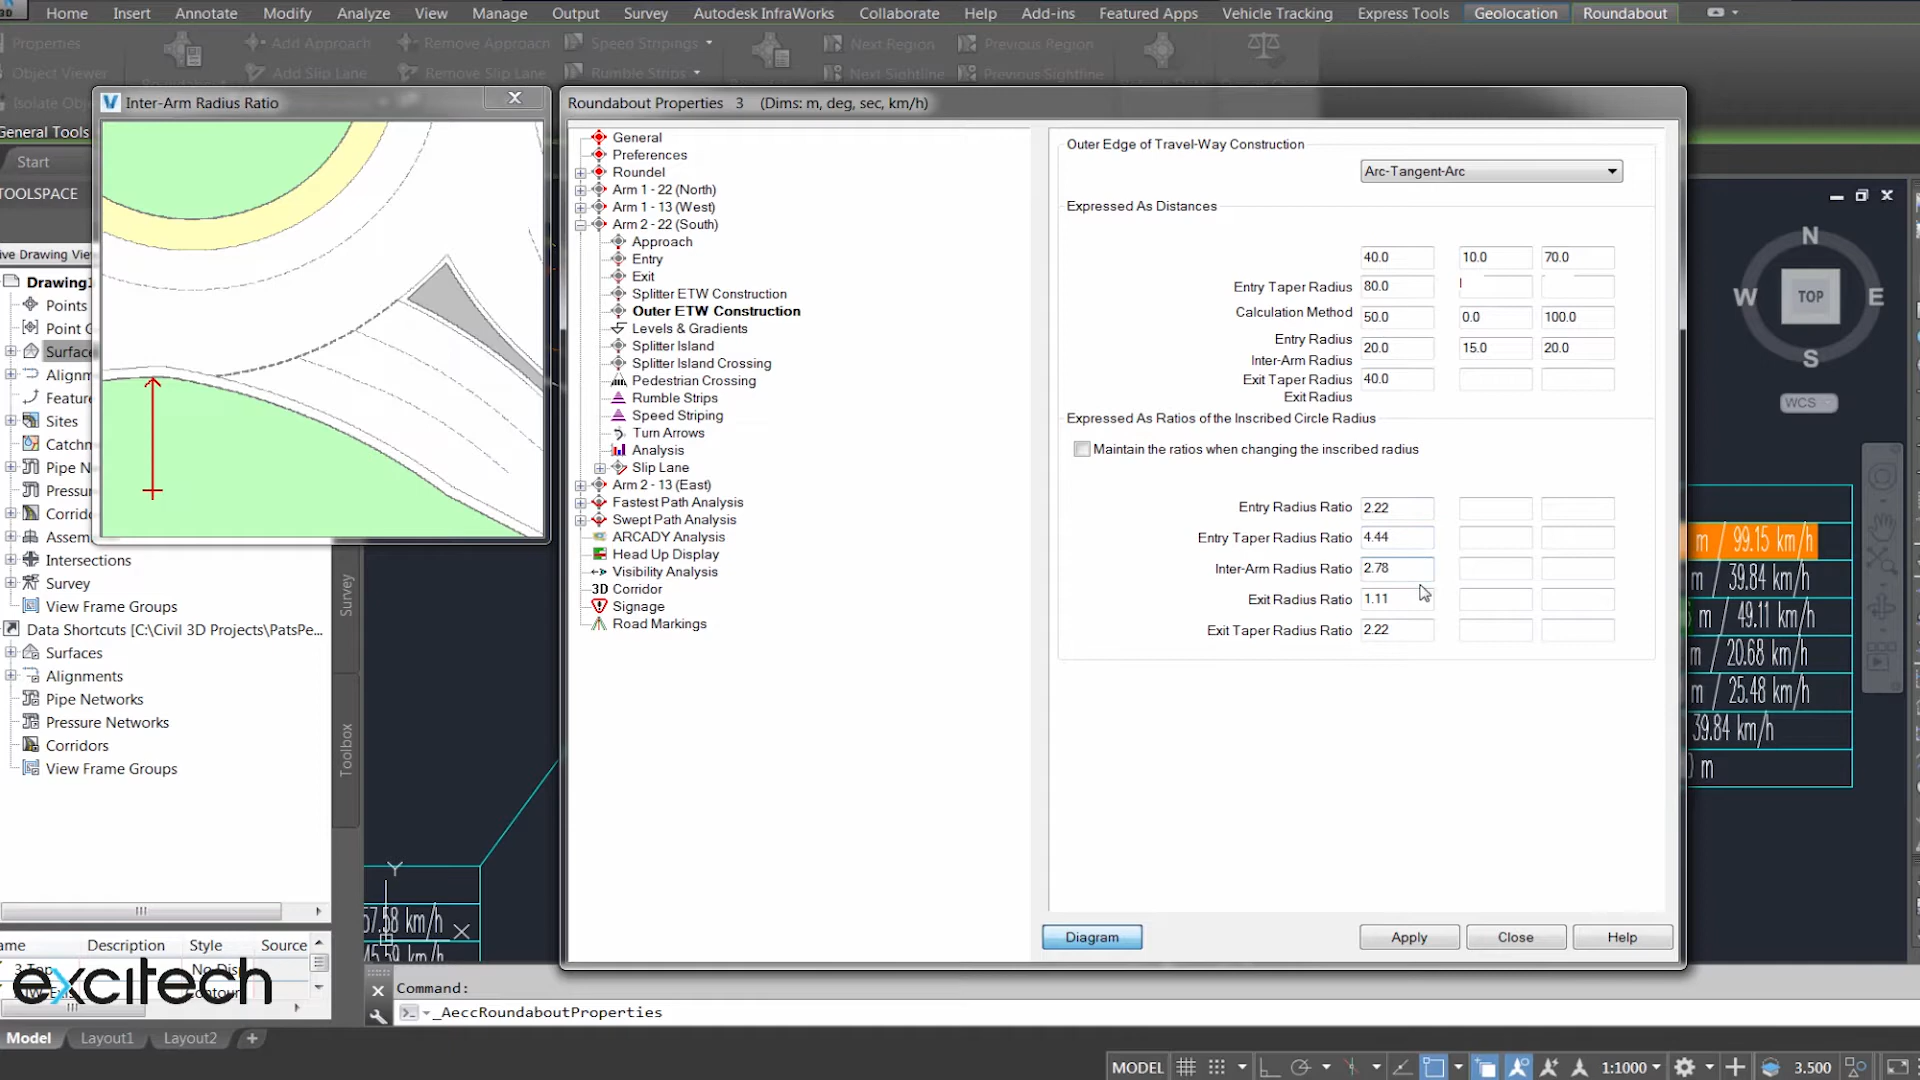 Home Insert Annotate Modify Analyze View Manage Output Survey Autodesk InfraWorks Collaborate Help Add-ins Featured Apps Vehicle Tracking Express Tools Geolocation Roundabout
Properties Add Approach Remove Approach Speed Stripings Next Region Previous Region
Object Viewer Add Slip Lane Remove Slip Lane Rumble Strips Next Sightline Previous Sightline
General Tools
Start
TOOLSPACE
Inter-Arm Radius Ratio
Roundabout Properties 3 (Dims: m, deg, sec, km/h)
General
Preferences
Roundel
Arm 1 - 22 (North)
Arm 1 - 13 (West)
Arm 2 - 22 (South)
Approach
Entry
Exit
Splitter ETW Construction
Outer ETW Construction
Levels & Gradients
Splitter Island
Splitter Island Crossing
Pedestrian Crossing
Rumble Strips
Speed Striping
Turn Arrows
Analysis
Slip Lane
Arm 2 - 13 (East)
Fastest Path Analysis
Swept Path Analysis
ARCADY Analysis
Head Up Display
Visibility Analysis
3D Corridor
Signage
Road Markings
Outer Edge of Travel-Way Construction
Arc-Tangent-Arc
Expressed As Distances
40.0 10.0 70.0
Entry Taper Radius 80.0
Calculation Method 50.0 0.0 100.0
Entry Radius
Inter-Arm Radius 20.0 15.0 20.0
Exit Taper Radius 40.0
Exit Radius
Expressed As Ratios of the Inscribed Circle Radius
Maintain the ratios when changing the inscribed radius
Entry Radius Ratio 2.22
Entry Taper Radius Ratio 4.44
Inter-Arm Radius Ratio 2.78
Exit Radius Ratio 1.11
Exit Taper Radius Ratio 2.22
Diagram Apply Close Help
Points
Sites
Intersections
Survey
View Frame Groups
Data Shortcuts [C:\Civil 3D Projects\PatsPe...
Surfaces
Alignments
Pipe Networks
Pressure Networks
Corridors
View Frame Groups
Survey
Toolbox
Description Style Source
excitech
N
W TOP E
S
WCS
m / 99.15 km/h
m / 39.84 km/h
m / 49.11 km/h
m / 20.68 km/h
m / 25.48 km/h
39.84 km/h
m
57.58 km/h
45.59 km/h
Y
X
Command:
_AeccRoundaboutProperties
Model Layout1 Layout2 +
MODEL 1:1000 3.500